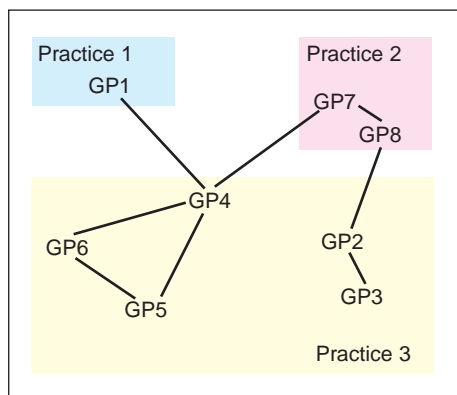 Practice 1
GP1
Practice 2
GP7
GP8
GP4
GP6
GP5
GP2
GP3
Practice 3